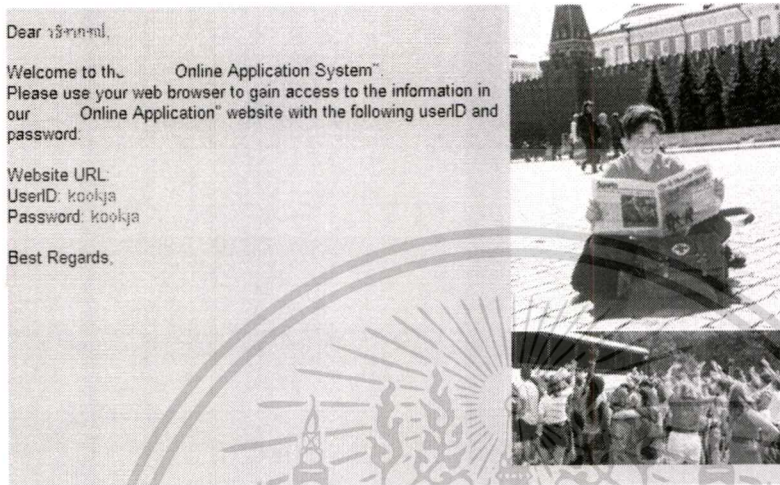 Dear
Welcome to the Online Application System".
Please use your web browser to gain access to the information in
our Online Application" website with the following userID and
password:
Website URL:
UserID: kookja
Password: kookja
Best Regards,